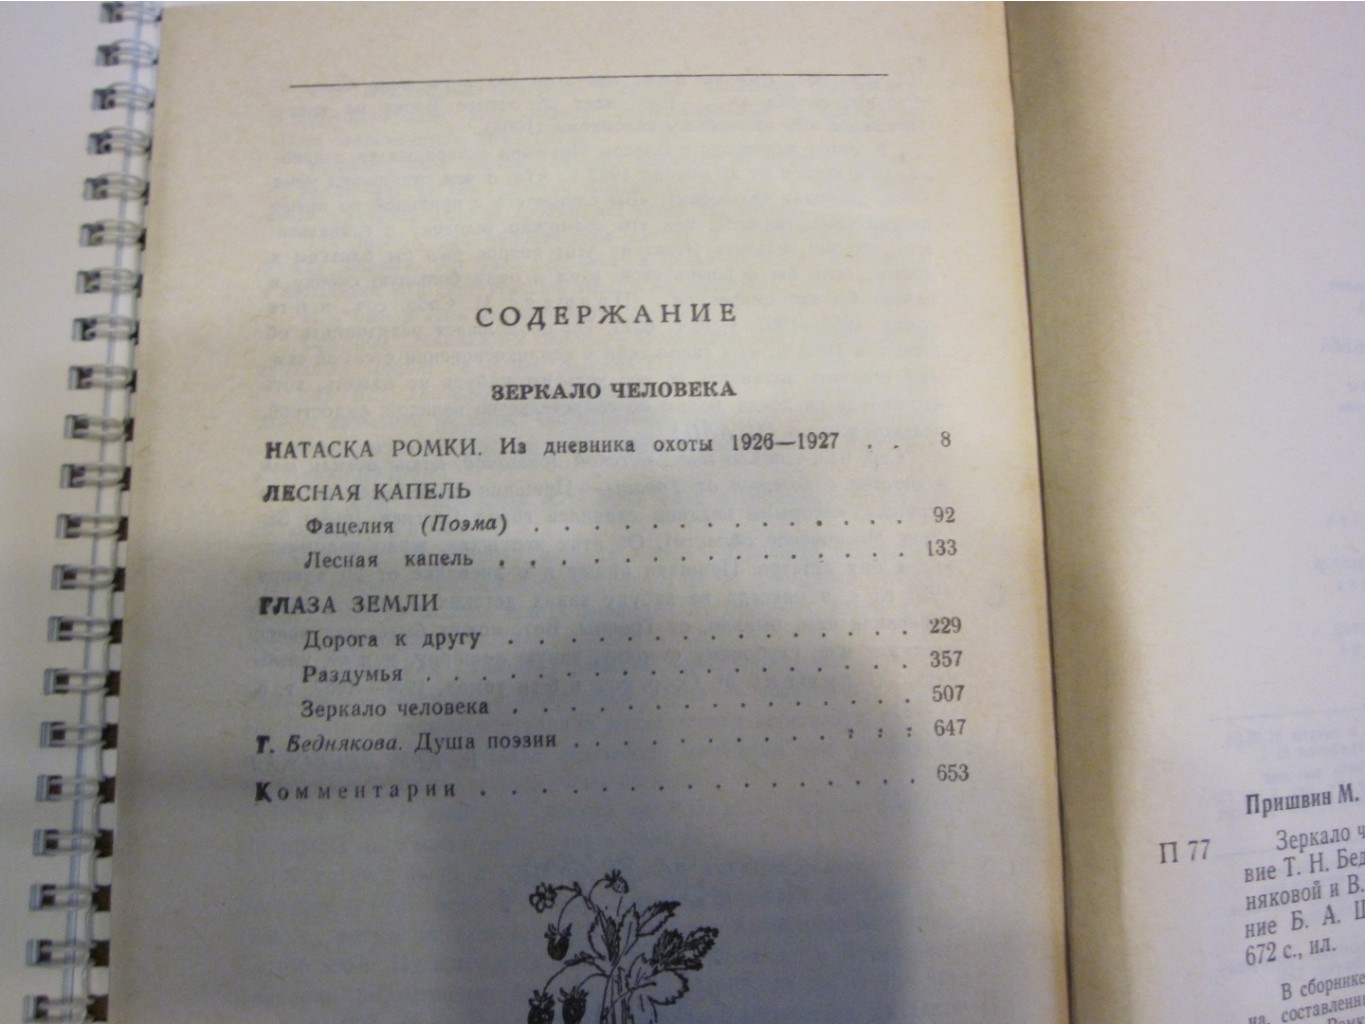 СОДЕРЖАНИЕ
ЗЕРКАЛО ЧЕЛОВЕКА
НАТАСКА РОМКИ. Из дневника охоты 1926—1927 . . 8
ЛЕСНАЯ КАПЕЛЬ
Фацелия (Поэма) . . . . . . . . . . . . . . 92
Лесная капель . . . . . . . . . . . . . . . 133
ГЛАЗА ЗЕМЛИ
Дорога к другу . . . . . . . . . . . . . . 229
Раздумья . . . . . . . . . . . . . . . . . 357
Зеркало человека . . . . . . . . . . . . . 507
Т. Беднякова. Душа поэзии . . . . . . . . . . . . 647
Комментарии . . . . . . . . . . . . . . . 653
Пришвин М.
П 77
Зеркало ч
вие Т. Н. Бед
няковой и В.
ние Б. А.
672 с., ил.
В сборнике
на, составленн